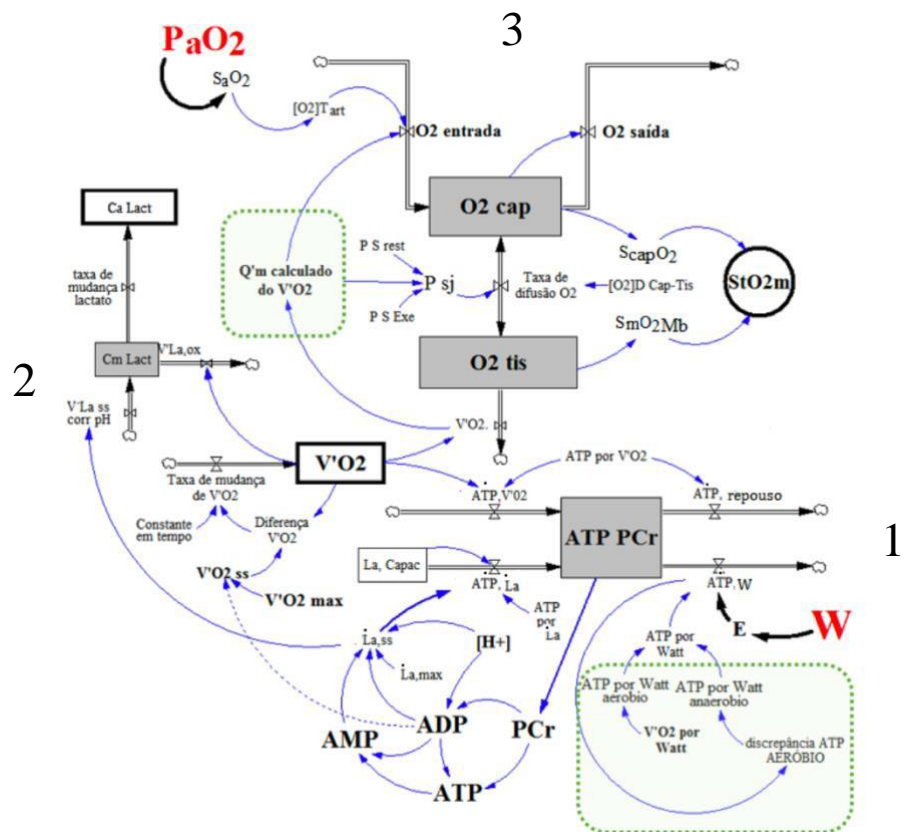 3
PaO2
SaO2
[O2]Tart
O2 entrada
O2 saída
Ca Lact
O2 cap
taxa de
mudança
lactato
P S rest
Q'm calculado
do V'O2
P sj
Taxa de
difusão O2
[O2]D Cap-Tis
ScapO2
StO2m
P S Exe
SmO2Mb
2
Cm Lact
V'La,ox
O2 tis
V'La ss
corr pH
V'O2.
V'O2
Taxa de mudança
de V'O2
ATP por V'O2
ATP,V'02
ATP, repouso
Constante
em tempo
Diferença
V'O2
ATP PCr
1
La, Capac
ATP, La
ATP,W
V'O2 ss
V'O2 max
ATP
por
La
E
W
La,ss
[H+]
ATP por
Watt
La,max
ATP por Watt
aerobio
ATP por Watt
anaerobio
AMP
ADP
PCr
V'O2 por
Watt
discrepância ATP
AERÓBIO
ATP